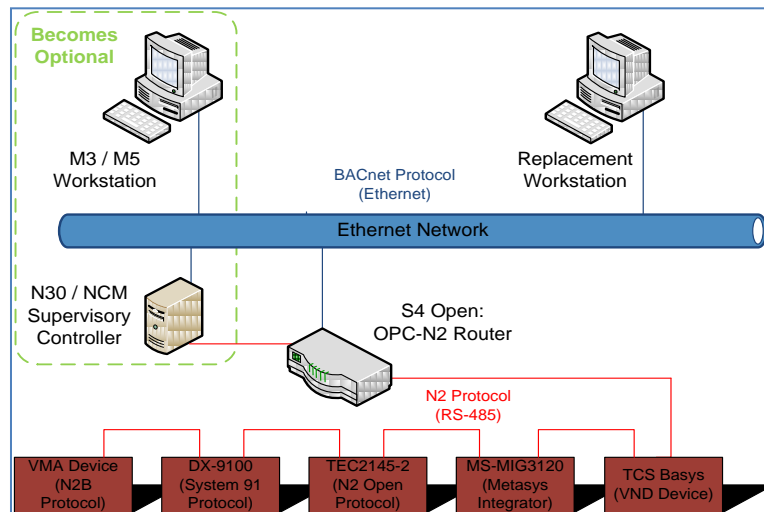 Becomes
Optional
M3 / M5
Workstation
Replacement
Workstation
BACnet Protocol
(Ethernet)
Ethernet Network
N30 / NCM
Supervisory
Controller
S4 Open:
OPC-N2 Router
N2 Protocol
(RS-485)
VMA Device
(N2B
Protocol)
DX-9100
(System 91
Protocol)
TEC2145-2
(N2 Open
Protocol)
MS-MIG3120
(Metasys
Integrator)
TCS Basys
(VND Device)